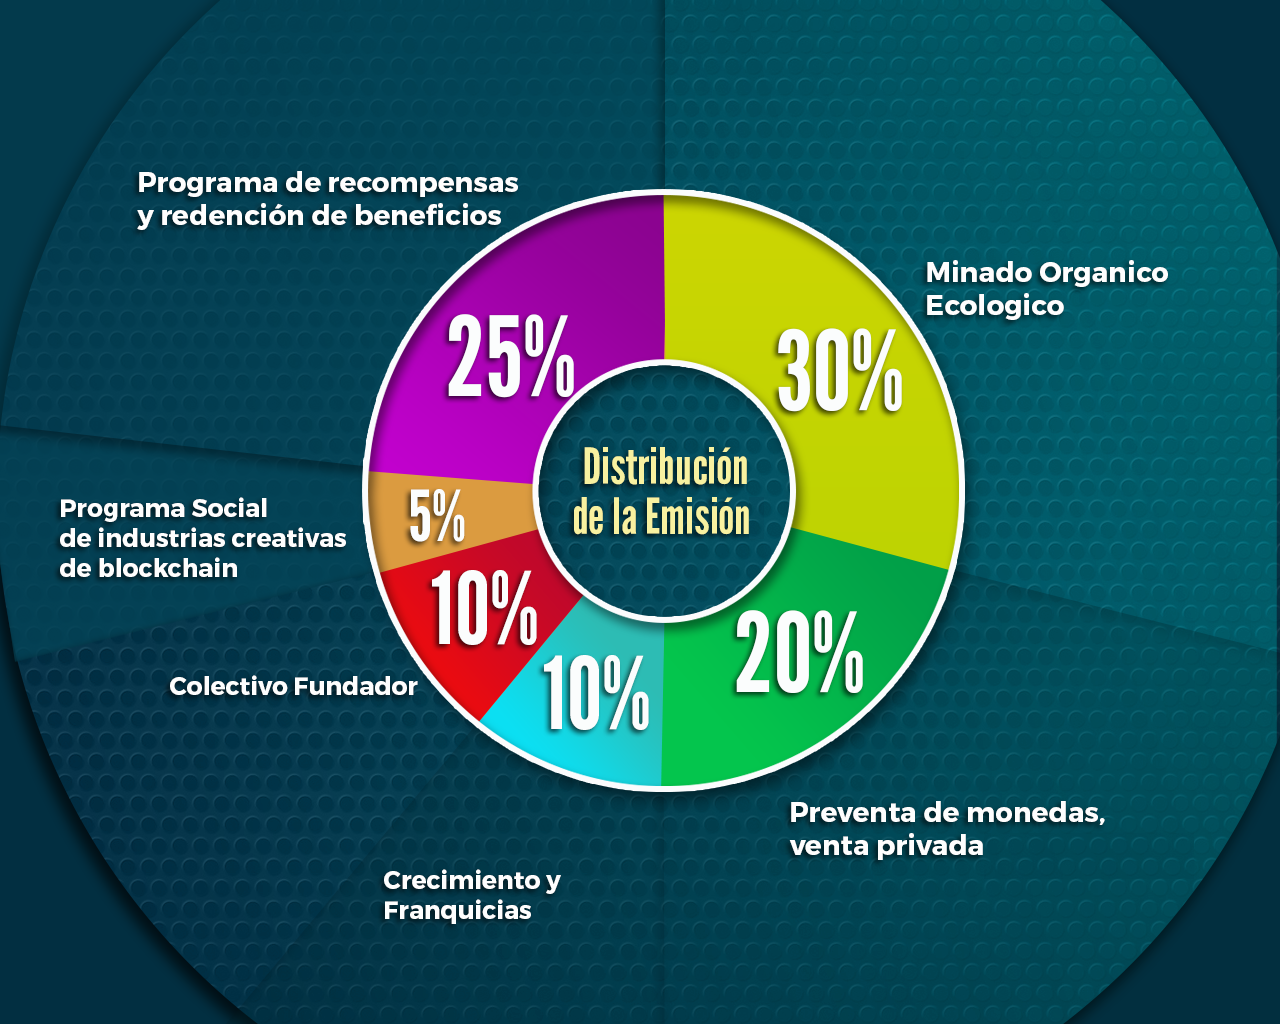 Programa de recompensas
y redención de beneficios
25%
Minado Organico
Ecologico
30%
Distribución
de la Emisión
Programa Social
de industrias creativas
de blockchain
5%
10%
Colectivo Fundador
10%
Crecimiento y
Franquicias
20%
Preventa de monedas,
venta privada